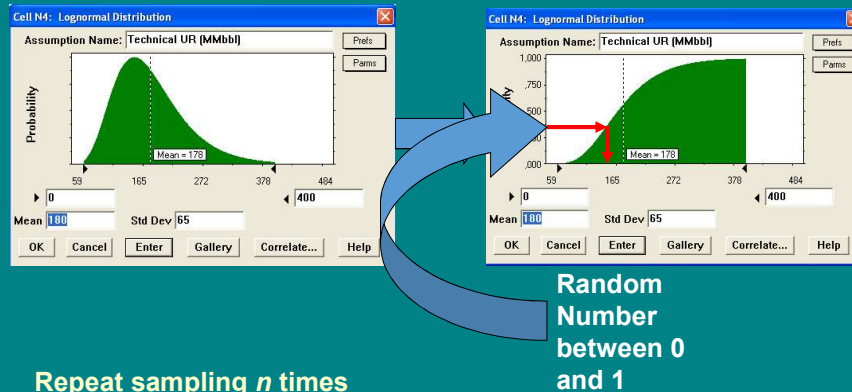 Cell N4: Lognormal Distribution
Assumption Name: Technical UR (MMbbl)
Prefs
Parms
Probability
Mean = 178
59 165 272 378 484
0
400
Mean 180 Std Dev 65
OK Cancel Enter Gallery Correlate... Help
Cell N4: Lognormal Distribution
Assumption Name: Technical UR (MMbbl)
Prefs
Parms
1,000
.750
.500
,000
Mean = 178
59 165 272 378 484
0
400
Mean 180 Std Dev 65
OK Cancel Enter Gallery Correlate... Help
Random
Number
between 0
and 1
Repeat sampling n times